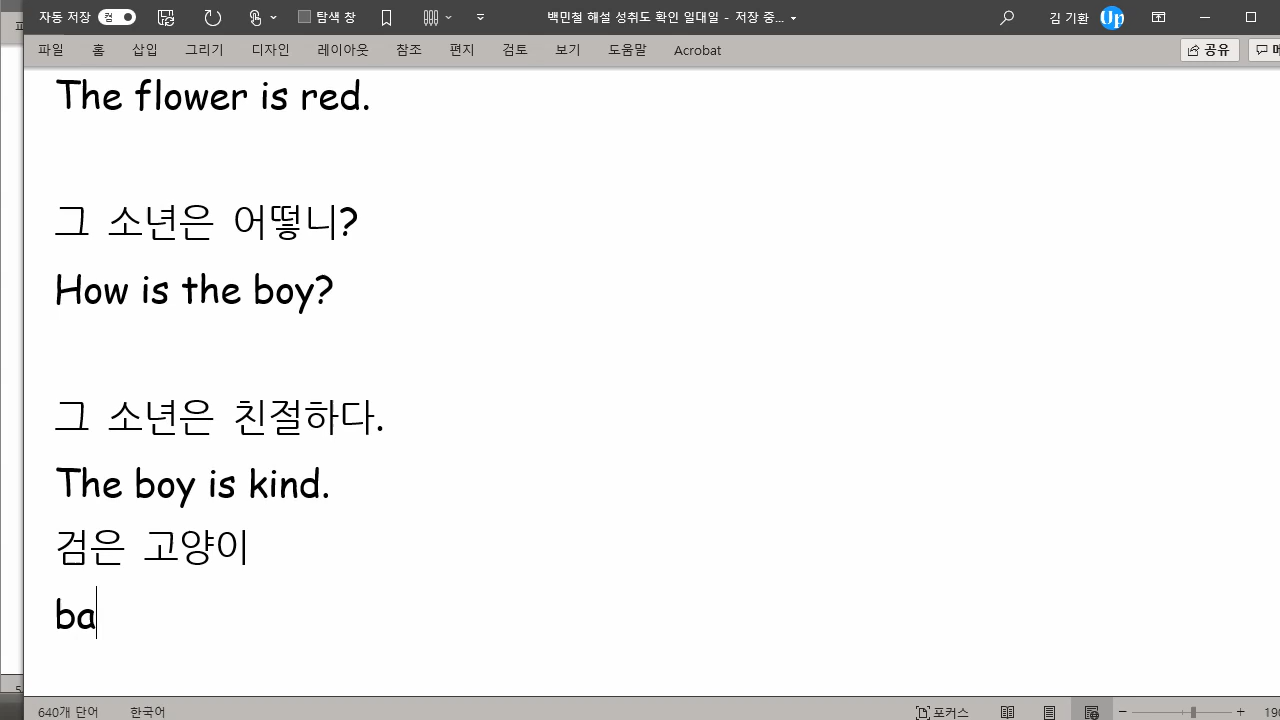 자동 저장 컴 탐색 창 백민철 해설 성취도 확인 일대일 - 저장 중... 김 기환 Up
파일 홈 삽입 그리기 디자인 레이아웃 참조 편지 검토 보기 도움말 Acrobat 공유 메
The flower is red.
그 소년은 어떻니?
How is the boy?
그 소년은 친절하다.
The boy is kind.
검은 고양이
ba
640개 단어 한국어 포커스 190